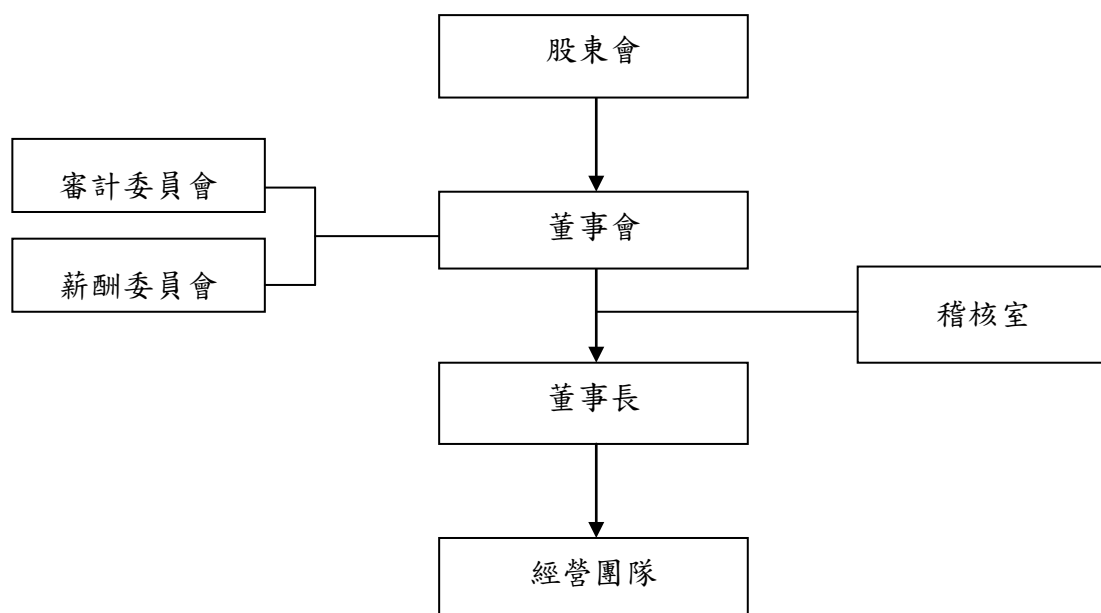 股東會
審計委員會
董事會
薪酬委員會
稽核室
董事長
經營團隊